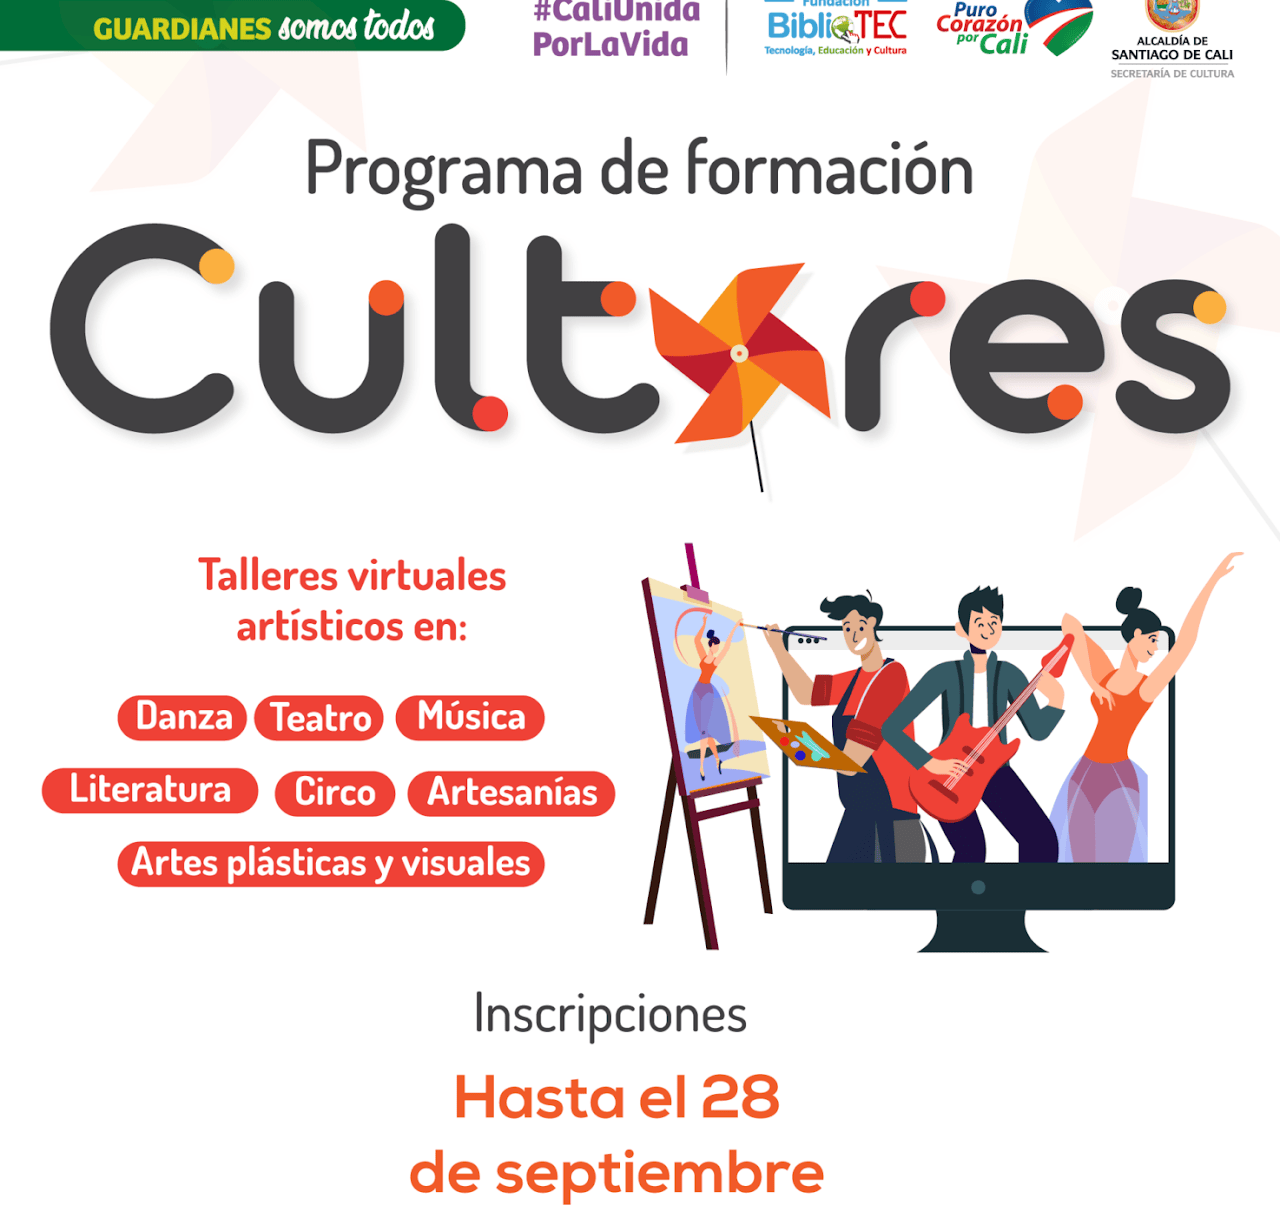 GUARDIANES somos todos
#CaliUnida
PorLaVida
Fundación
BiblioTEC
Tecnología, Educación y Cultura
Puro
Corazón
por Cali
ALCALDÍA DE
SANTIAGO DE CALI
SECRETARÍA DE CULTURA
Programa de formación
Cultores
Talleres virtuales
artísticos en:
Danza Teatro Música
Literatura Circo Artesanías
Artes plásticas y visuales
Inscripciones
Hasta el 28
de septiembre